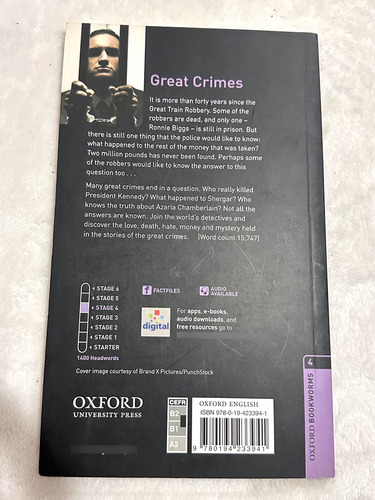 Great Crimes
It is more than forty years since the
Great Train Robbery. Some of the
robbers are dead, and only one –
Ronnie Biggs – is still in prison. But
there is still one thing that the police would like to know:
what happened to the rest of the money that was taken?
Two million pounds has never been found. Perhaps some
of the robbers would like to know the answer to this
question too . . .
Many great crimes end in a question. Who really killed
President Kennedy? What happened to Shergar? Who
knows the truth about Azaria Chamberlain? Not all the
answers are known. Join the world's detectives and
discover the love, death, hate, money and mystery held
in the stories of the great crimes. (Word count 15,747)
STAGE 6
STAGE 5
STAGE 4
STAGE 3
STAGE 2
STAGE 1
STARTER
1400 Headwords
f FACTFILES
AUDIO
AVAILABLE
go
digital
For apps, e-books,
audio downloads, and
free resources go to
Cover image courtesy of Brand X Pictures/PunchStock
4
OXFORD BOOKWORMS
OXFORD
UNIVERSITY PRESS
CEFR
B2
B1
A2
OXFORD ENGLISH
ISBN 978-0-19-423394-1
9 780194 233941